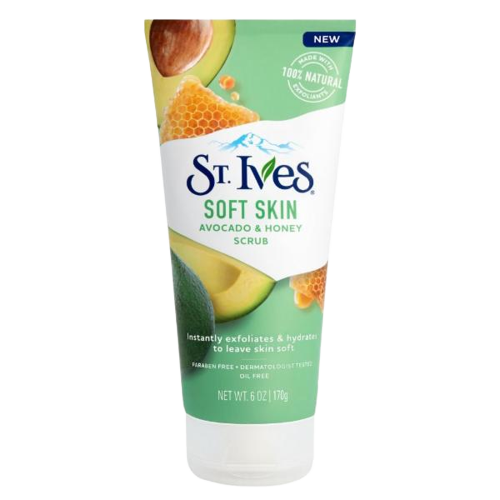 NEW
MADE WITH
100% NATURAL
EXFOLIANTS
ST. IVES®
SOFT SKIN
AVOCADO & HONEY
SCRUB
Instantly exfoliates & hydrates
to leave skin soft
PARABEN FREE • DERMATOLOGIST TESTED
OIL FREE
NET WT. 6 OZ | 170g